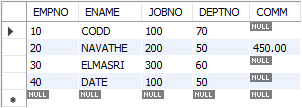 EMPNO ENAME JOBNO DEPTNO COMM
10 CODD 100 70 NULL
20 NAVATHE 200 50 450.00
30 ELMASRI 300 60 NULL
40 DATE 100 50 NULL
NULL NULL NULL NULL NULL